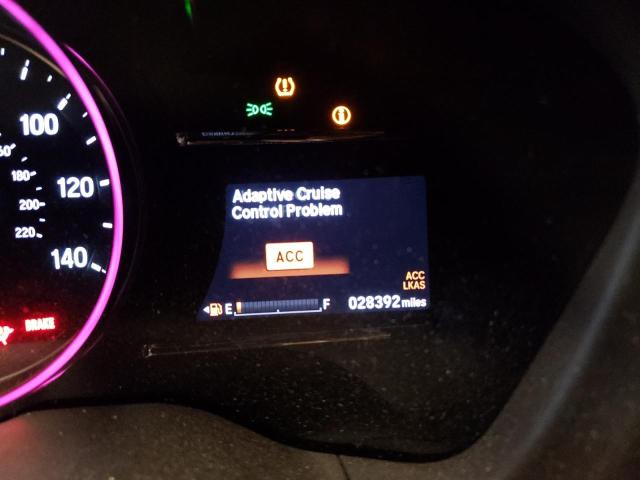 100
120
140
180
200
220
BRAKE
Adaptive Cruise
Control Problem
ACC
ACC
LKAS
E
F
028392 miles